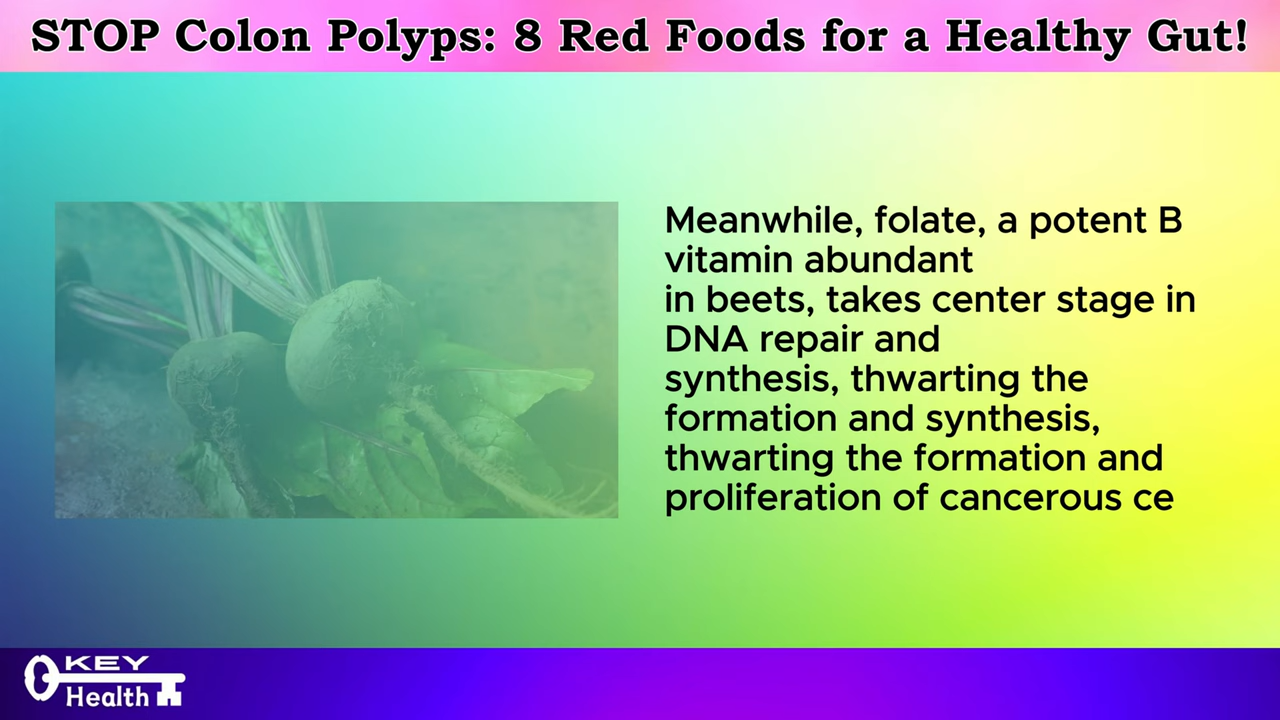 STOP Colon Polyps: 8 Red Foods for a Healthy Gut!
Meanwhile, folate, a potent B
vitamin abundant
in beets, takes center stage in
DNA repair and
synthesis, thwarting the
formation and synthesis,
thwarting the formation and
proliferation of cancerous ce
KEY
Health